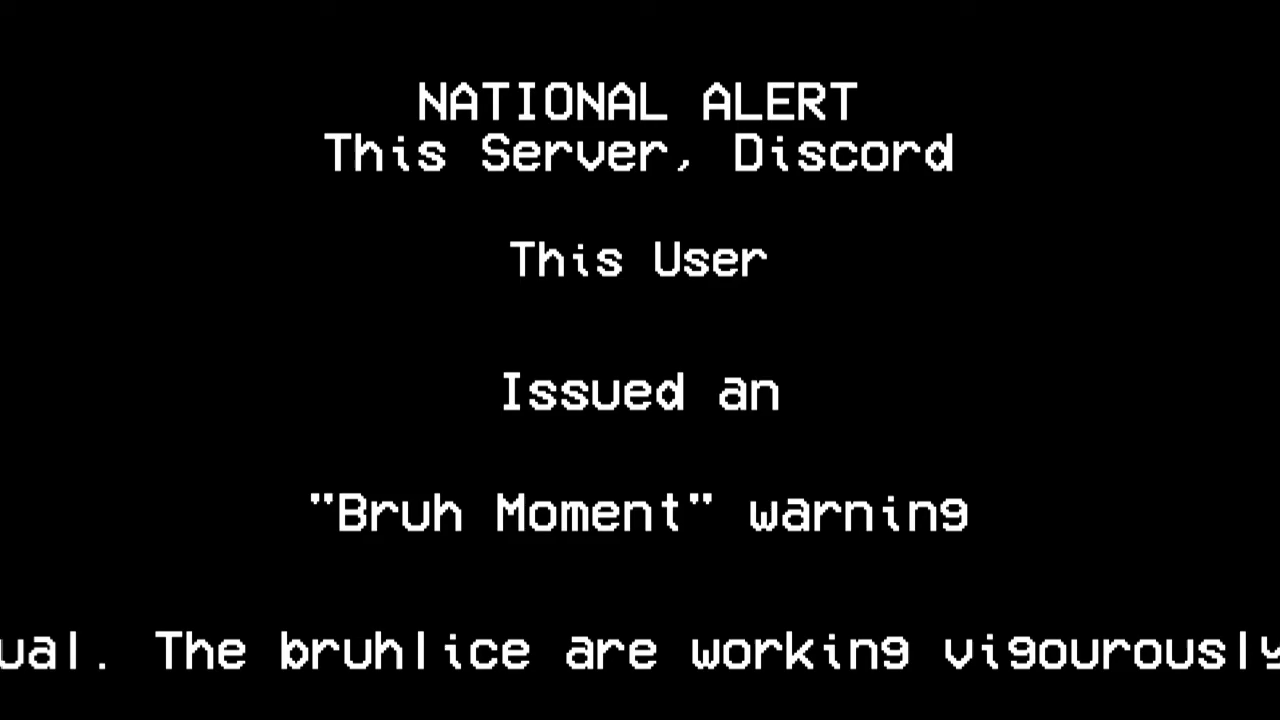 NATIONAL ALERT
This Server, Discord
This User
Issued an
"Bruh Moment" warning
ual. The bruhlice are working vigourously